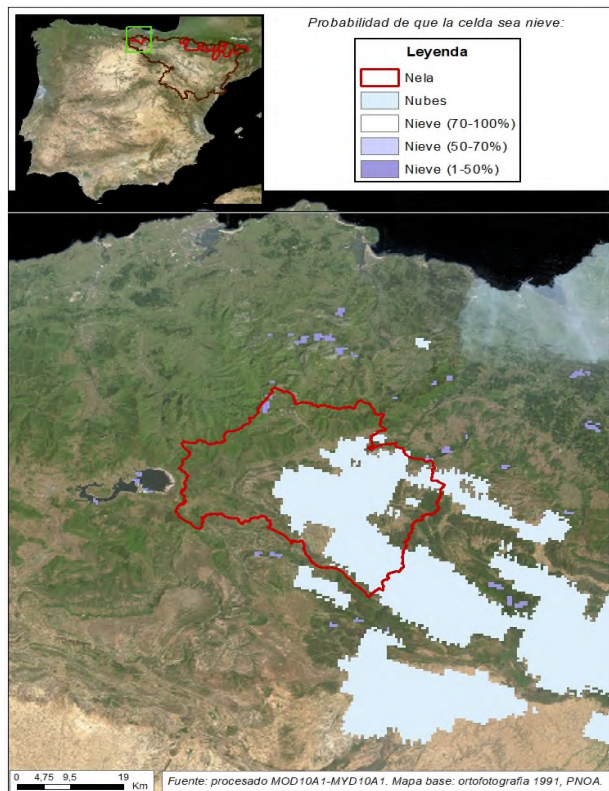 Probabilidad de que la celda sea nieve:
Leyenda
Nela
Nubes
Nieve (70-100%)
Nieve (50-70%)
Nieve (1-50%)
0 4,75 9,5 19
Km
Fuente: procesado MOD10A1-MYD10A1. Mapa base: ortofotografia 1991, PNOA.